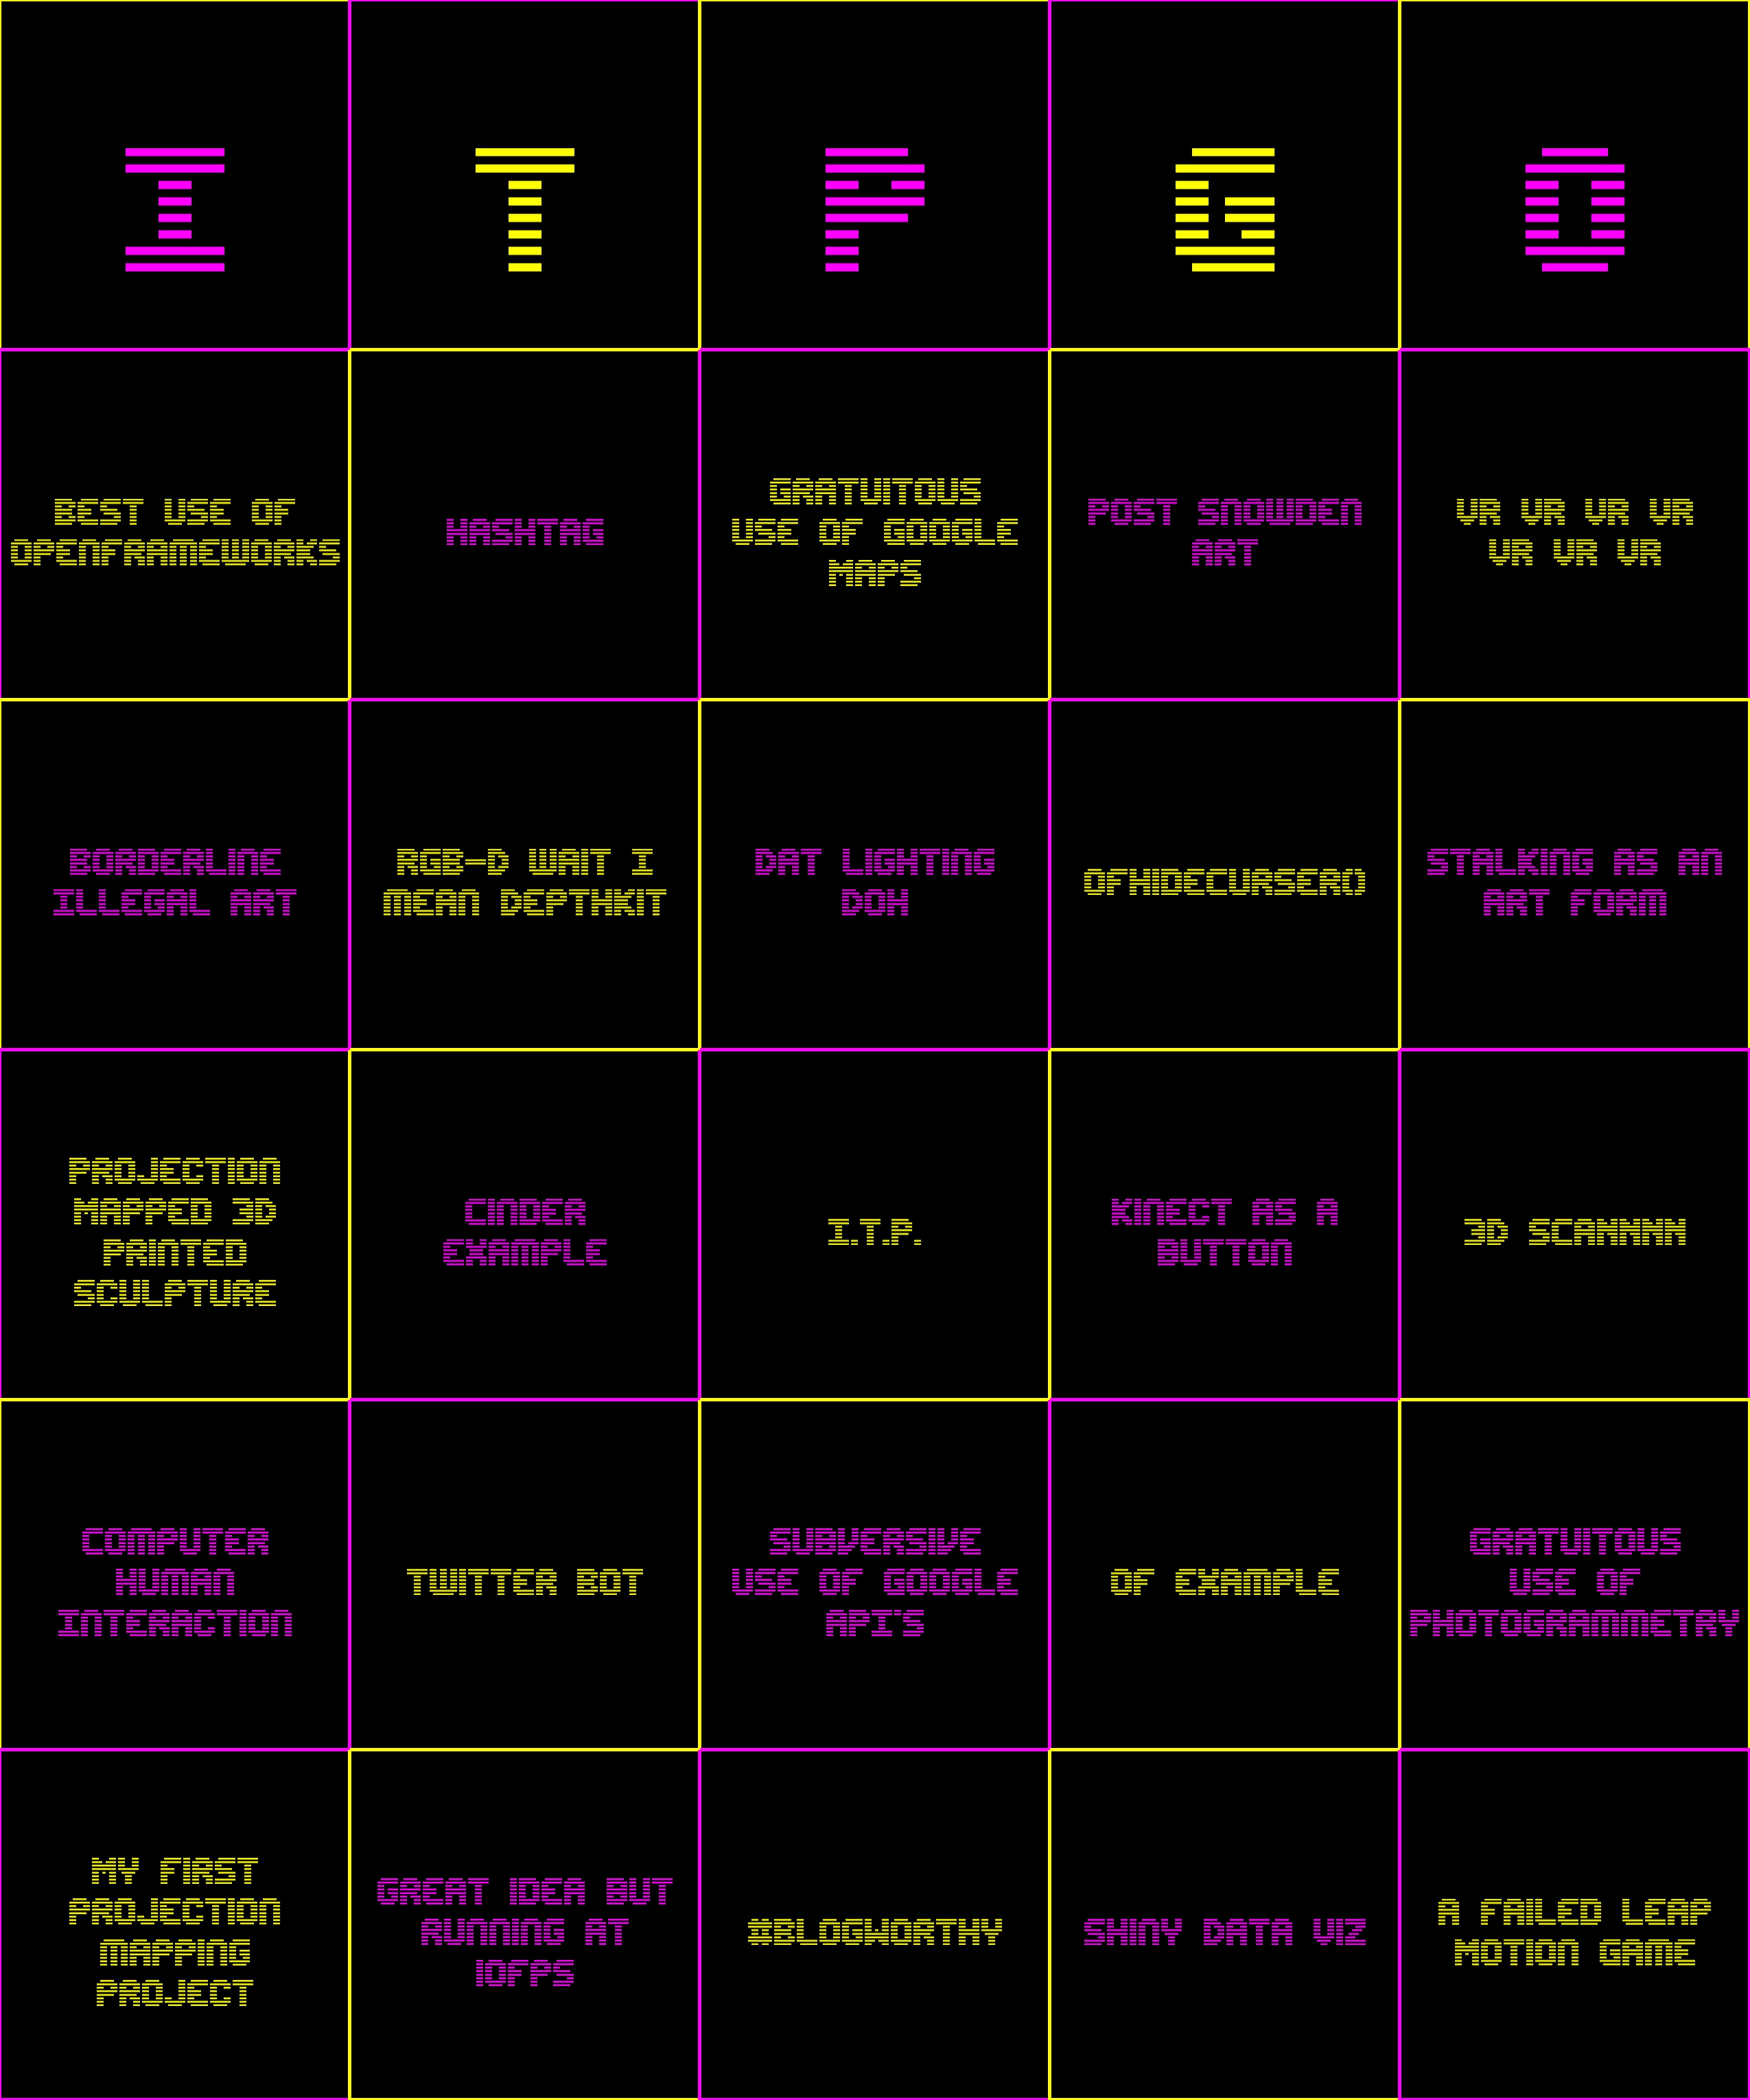 I
T
P
G
O
BEST USE OF
OPENFRAMEWORKS
HASHTAG
GRATUITOUS
USE OF GOOGLE
MAPS
POST SNOWDEN
ART
VR VR VR VR
VR VR VR
BORDERLINE
ILLEGAL ART
RGB-D WAIT I
MEAN DEPTHKIT
DAT LIGHTING
DOH
OFHIDECURSER()
STALKING AS AN
ART FORM
PROJECTION
MAPPED 3D
PRINTED
SCULPTURE
CINDER
EXAMPLE
I.T.P.
KINECT AS A
BUTTON
3D SCANNNN
COMPUTER
HUMAN
INTERACTION
TWITTER BOT
SUBVERSIVE
USE OF GOOGLE
API'S
OF EXAMPLE
GRATUITOUS
USE OF
PHOTOGRAMMETRY
MY FIRST
PROJECTION
MAPPING
PROJECT
GREAT IDEA BUT
RUNNING AT
10FPS
#BLOGWORTHY
SHINY DATA VIZ
A FAILED LEAP
MOTION GAME